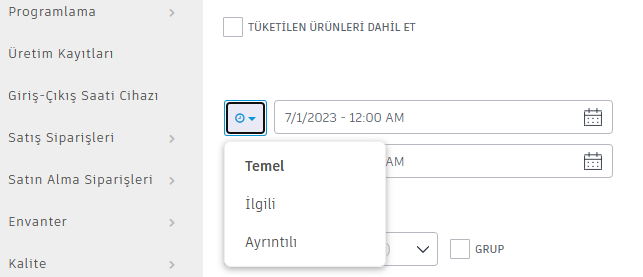 Programlama
TÜKETİLEN ÜRÜNLERİ DAHİL ET
Üretim Kayıtları
Giriş-Çıkış Saati Cihazı
7/1/2023 - 12:00 AM
Satış Siparişleri
Temel
AM
Satın Alma Siparişleri
İlgili
Envanter
Ayrıntılı
)
GRUP
Kalite